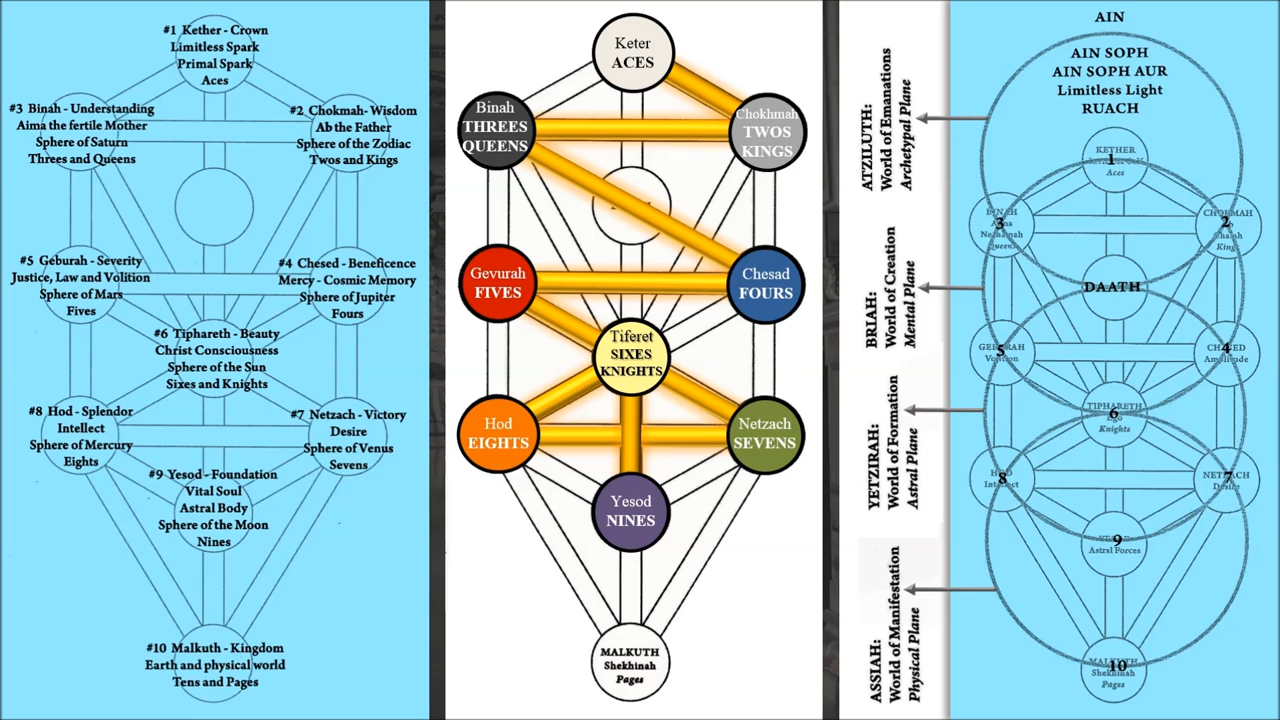 #1 Kether - Crown
Limitless Spark
Primal Spark
Aces
#3 Binah - Understanding
Aima the fertile Mother
Sphere of Saturn
Threes and Queens
#2 Chokmah- Wisdom
Ab the Father
Sphere of the Zodiac
Twos and Kings
#5 Geburah - Severity
Justice, Law and Volition
Sphere of Mars
Fives
#4 Chesed - Beneficence
Mercy - Cosmic Memory
Sphere of Jupiter
Fours
#6 Tiphareth - Beauty
Christ Consciousness
Sphere of the Sun
Sixes and Knights
#8 Hod - Splendor
Intellect
Sphere of Mercury
Eights
#7 Netzach - Victory
Desire
Sphere of Venus
Sevens
#9 Yesod - Foundation
Vital Soul
Astral Body
Sphere of the Moon
Nines
#10 Malkuth - Kingdom
Earth and physical world
Tens and Pages
Keter
ACES
Binah
THREES
QUEENS
Chokhmah
TWOS
KINGS
Gevurah
FIVES
Chesad
FOURS
Tiferet
SIXES
KNIGHTS
Hod
EIGHTS
Netzach
SEVENS
Yesod
NINES
MALKUTH
Shekhinah
Pages
ATZILUTH:
World of Emanations
Archetypal Plane
BRIAH:
World of Creation
Mental Plane
YETZIRAH:
World of Formation
Astral Plane
ASSIAH:
World of Manifestation
Physical Plane
AIN
AIN SOPH
AIN SOPH AUR
Limitless Light
RUACH
KETHER
1
Aces
BINAH
3
Queens
CHOKMAH
2
King
DAATH
GEBURAH
5
Volition
CHESED
4
TIPHARETH
6
Knights
HOD
8
Intellect
NETZACH
7
Desire
9
Astral Forces
MALKUTH
10
Shekhinah
Pages